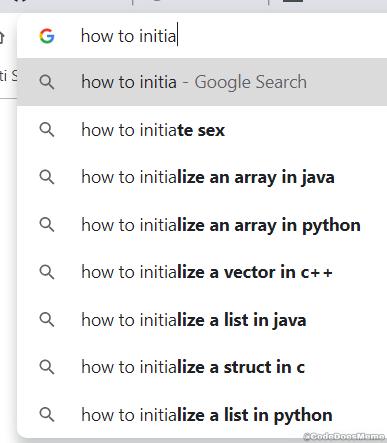 ti S
how to initia
how to initia - Google Search
how to initiate sex
how to initialize an array in java
how to initialize an array in python
how to initialize a vector in c++
how to initialize a list in java
how to initialize a struct in c
how to initialize a list in python
@CodeDoesMeme